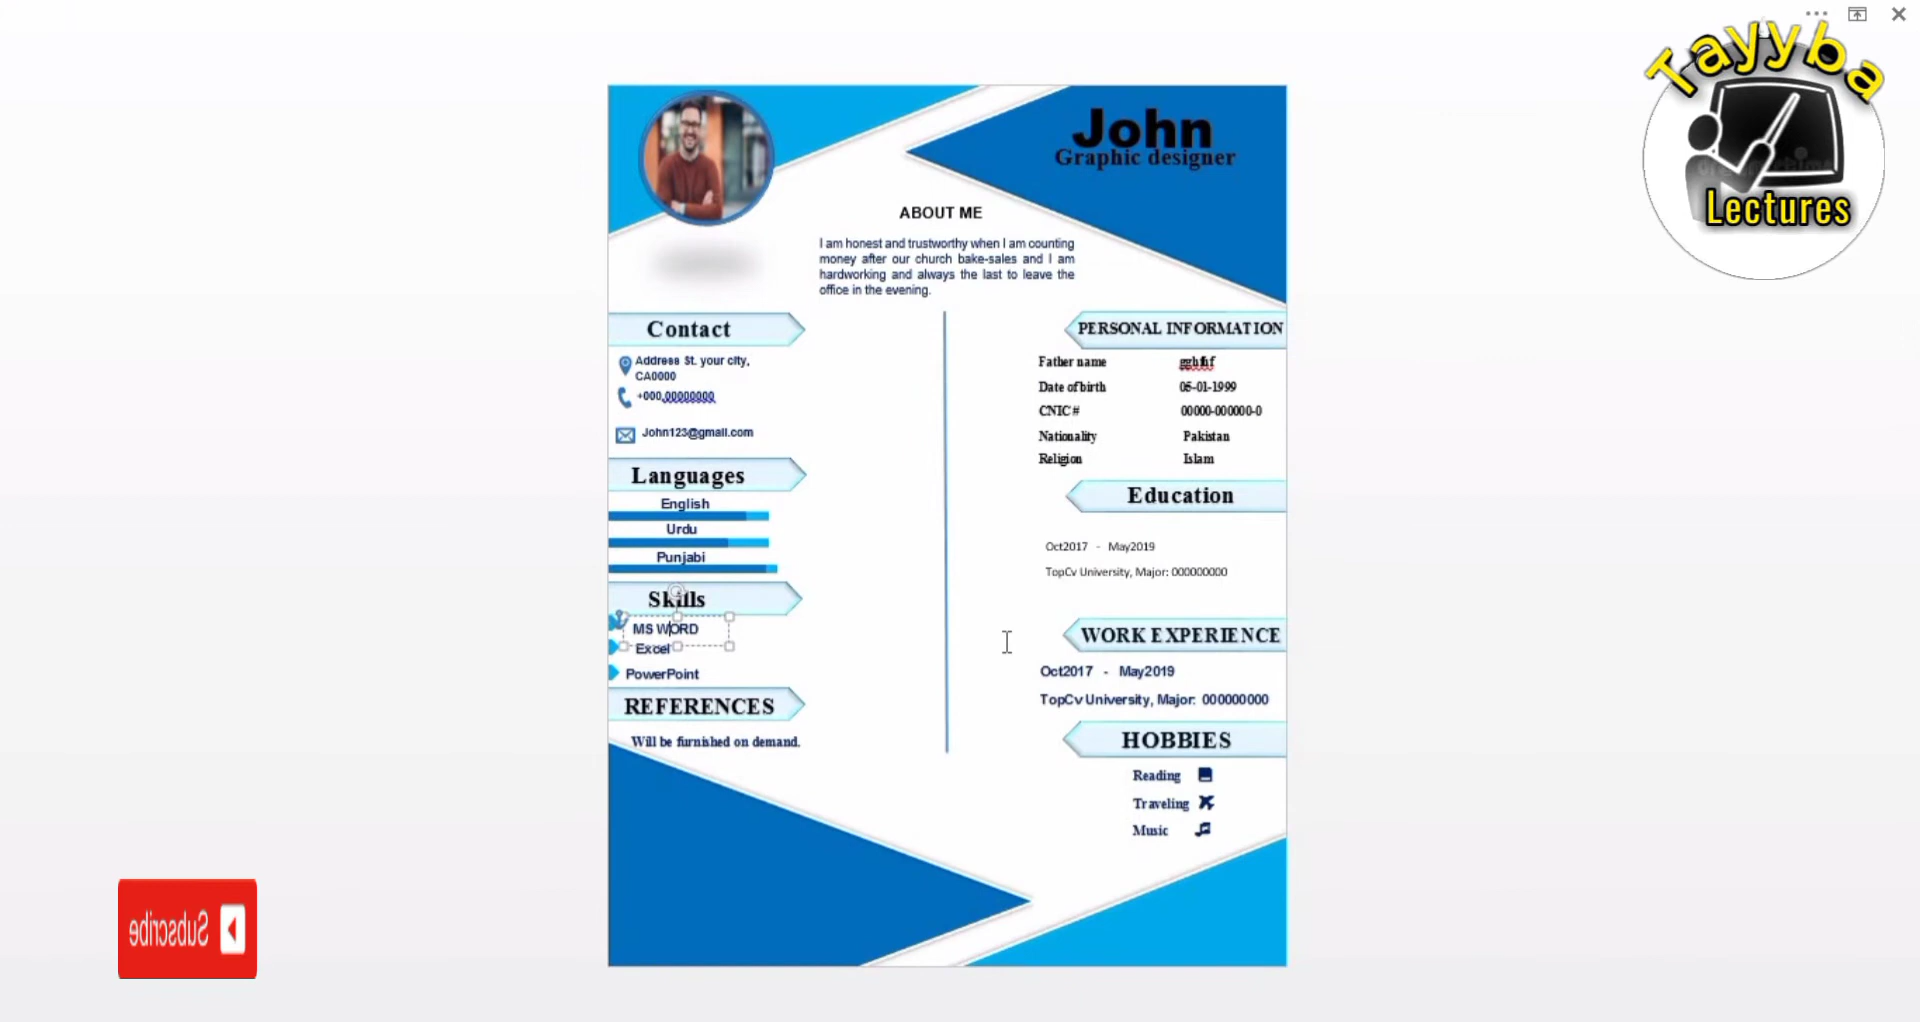 Tayyba
Lectures
John
Graphic designer
ABOUT ME
I am honest and trustworthy when I am counting
money after our church bake-sales and I am
hardworking and always the last to leave the
office in the evening.
Contact
Address St. your city,
CA0000
+000,00000000
John123@gmail.com
Languages
English
Urdu
Punjabi
Skills
MS WORD
Excel
PowerPoint
REFERENCES
Will be furnished on demand.
PERSONAL INFORMATION
Father name
Date of birth 05-01-1999
CNIC # 00000-000000-0
Nationality Pakistan
Religion Islam
Education
Oct2017 - May2019
TopCv University, Major: 000000000
WORK EXPERIENCE
Oct2017 - May2019
TopCv University, Major: 000000000
HOBBIES
Reading
Traveling
Music
Subscribe